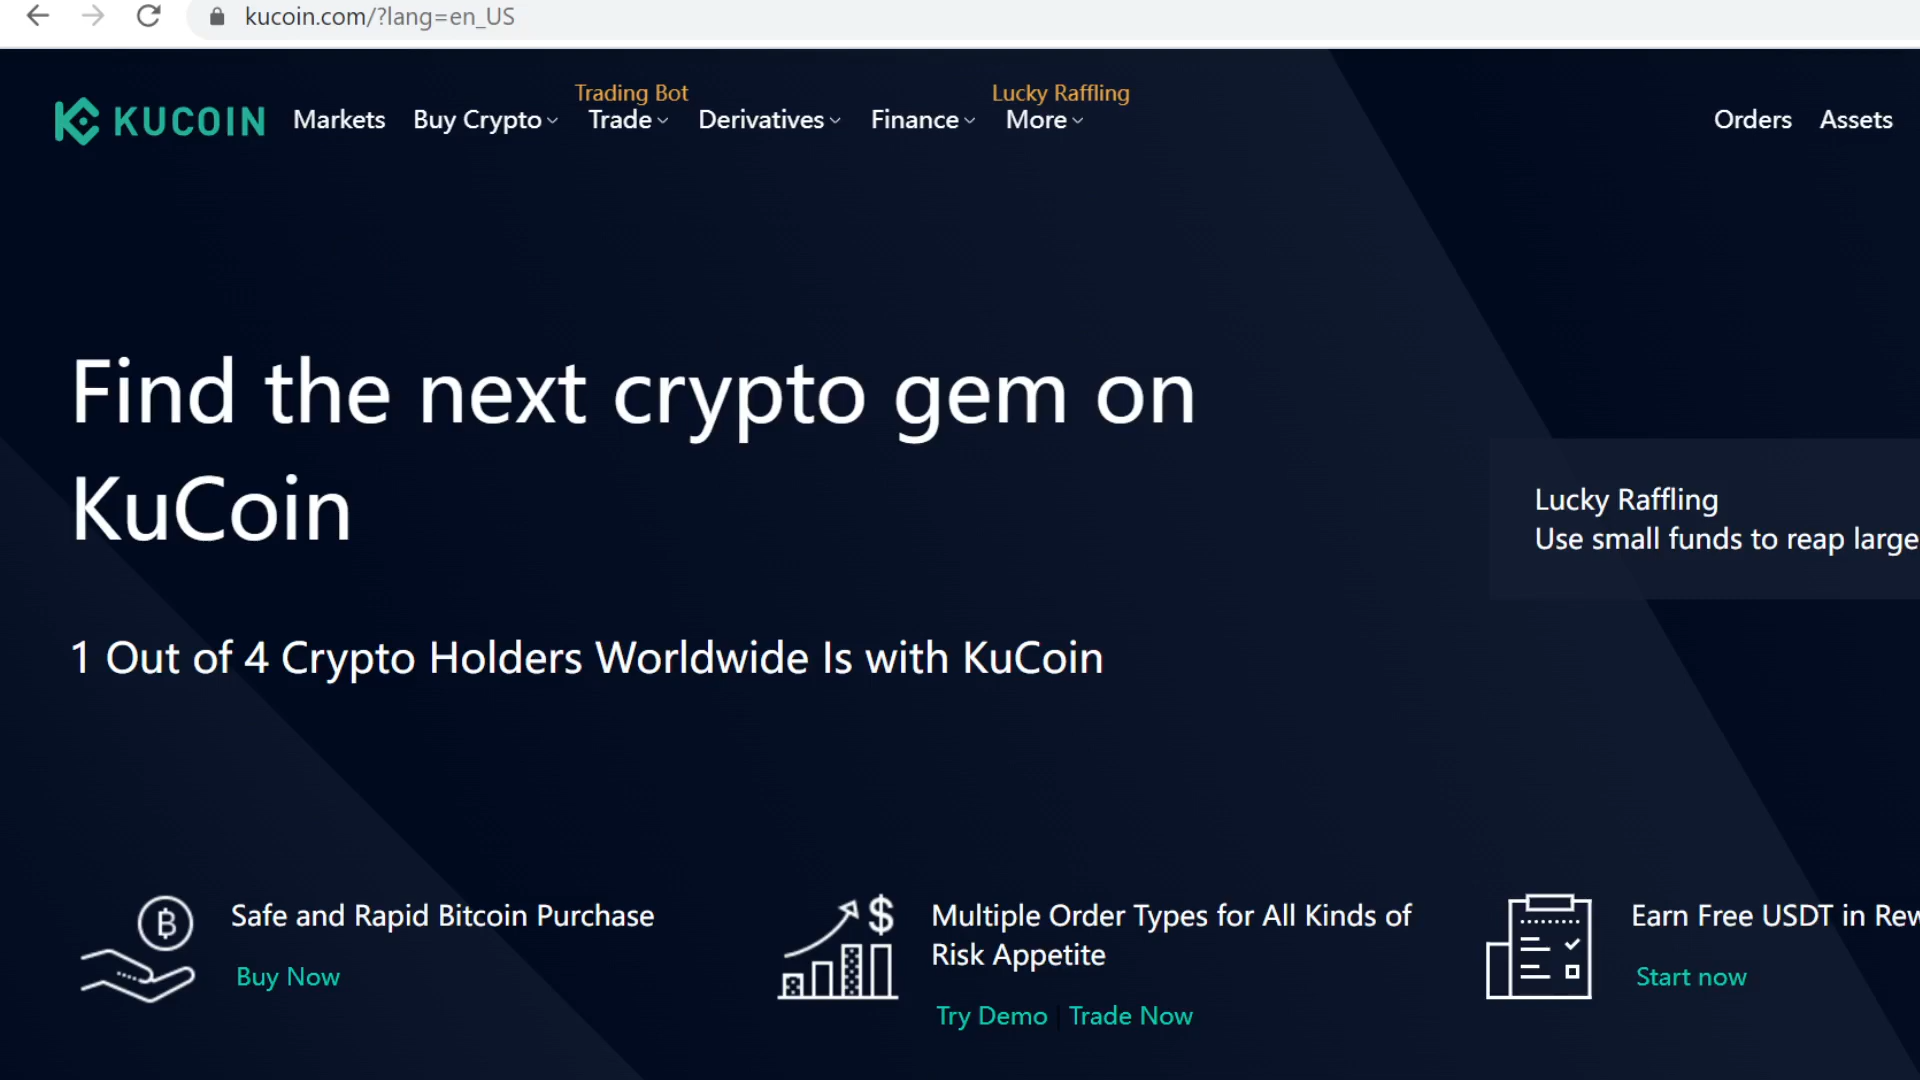 kucoin.com/?lang=en_US
Trading Bot
Lucky Raffling
KUCOIN Markets Buy Crypto Trade Derivatives Finance More Orders Assets
Find the next crypto gem on
KuCoin
Lucky Raffling
Use small funds to reap large
1 Out of 4 Crypto Holders Worldwide Is with KuCoin
Safe and Rapid Bitcoin Purchase
Buy Now
$
Multiple Order Types for All Kinds of
Risk Appetite
Try Demo | Trade Now
Earn Free USDT in Rew
Start now